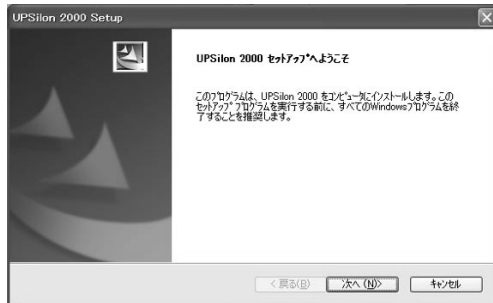 UPSilon 2000 Setup
UPSilon 2000 ｾｯﾄｱｯﾌﾟへようこそ
このﾌﾟﾛｸﾞﾗﾑは、UPSilon 2000 をｺﾝﾋﾟｭｰﾀにｲﾝｽﾄｰﾙします。この
ｾｯﾄｱｯﾌﾟ ﾌﾟﾛｸﾞﾗﾑを実行する前に、すべてのWindowsﾌﾟﾛｸﾞﾗﾑを終
了することを推奨します。
< 戻る(B)
次へ (N)>
ｷｬﾝｾﾙ